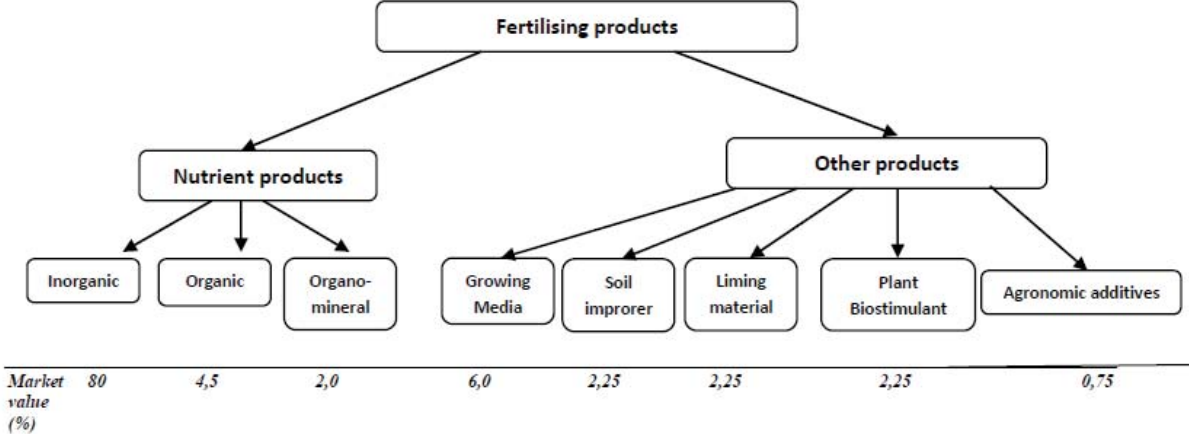 Fertilising products
Nutrient products
Other products
Inorganic
Organic
Organo-
mineral
Growing
Media
Soil
improrer
Liming
material
Plant
Biostimulant
Agronomic additives
Market 80 4,5 2,0 6,0 2,25 2,25 2,25 0,75
value
(%)